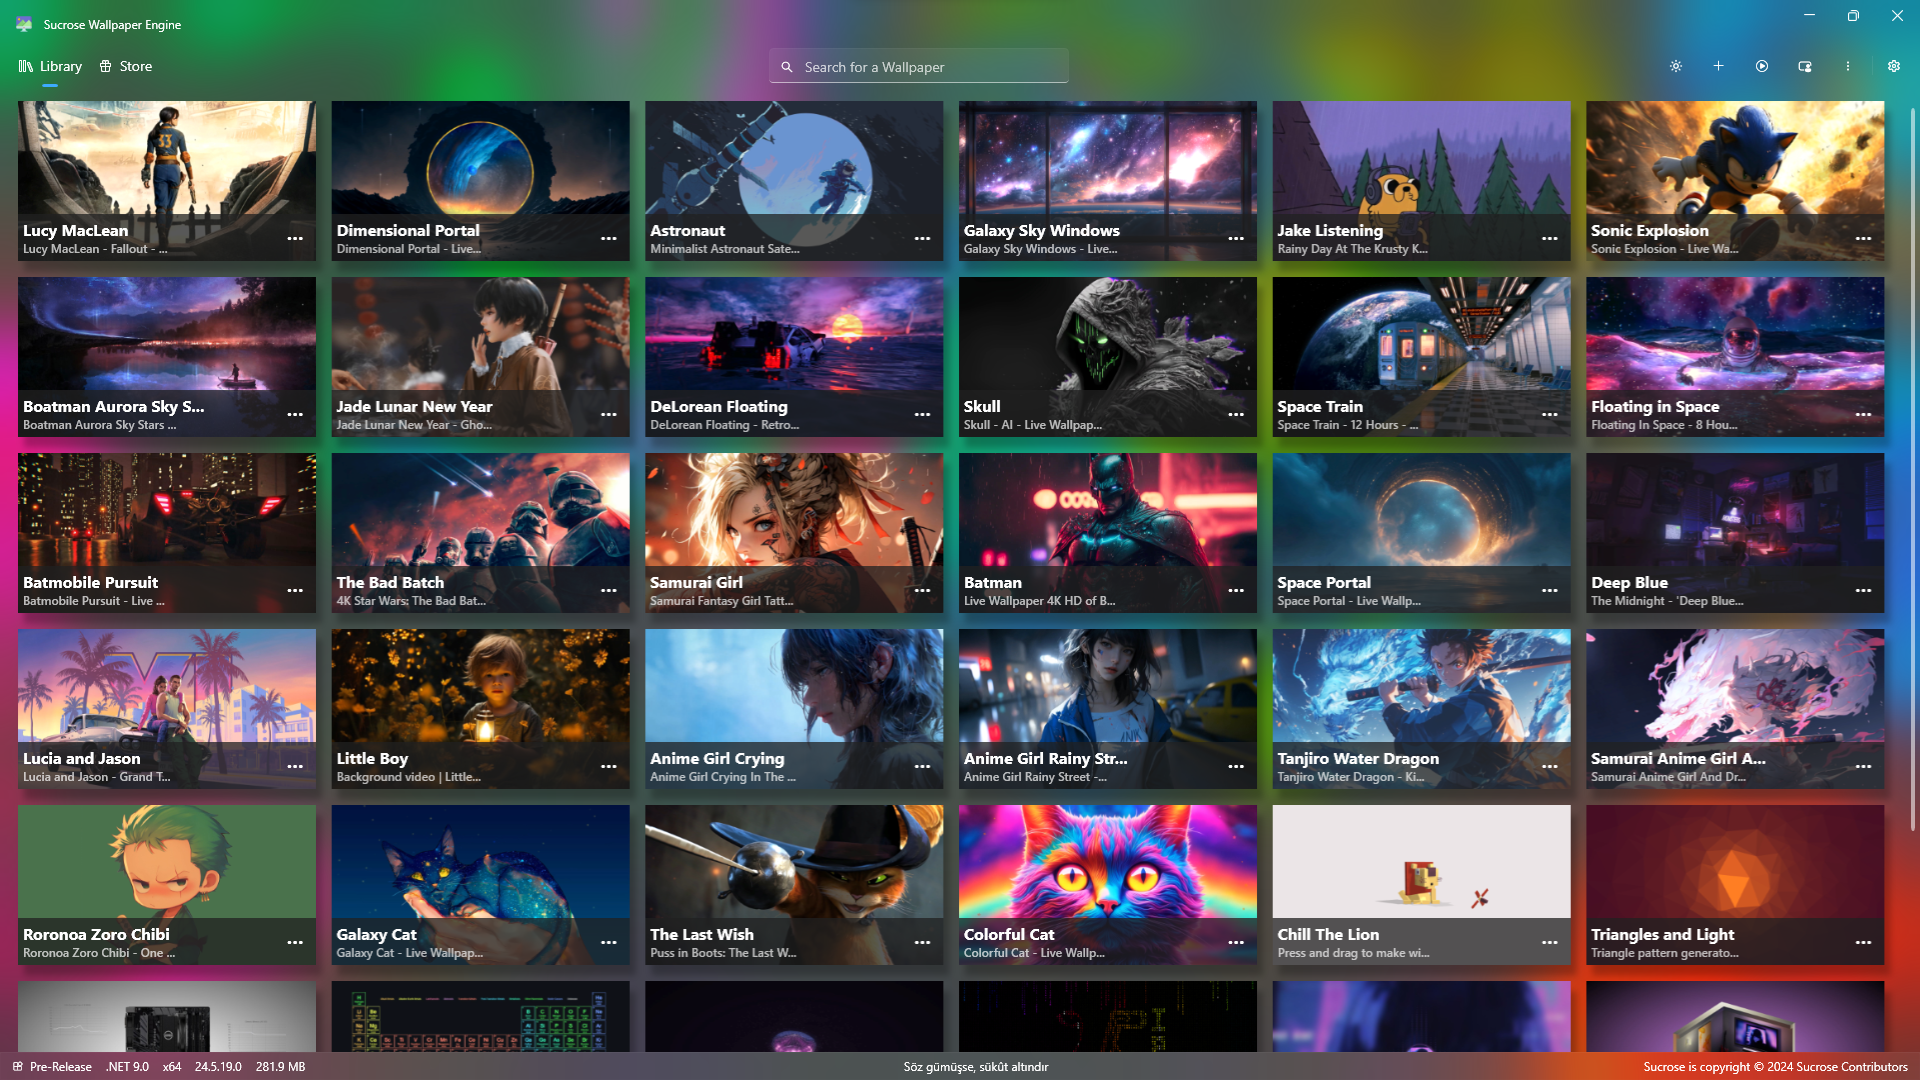 Sucrose Wallpaper Engine
Library
Store
Search for a Wallpaper
33
Lucy MacLean
Lucy MacLean - Fallout - ...
Dimensional Portal
Dimensional Portal - Live...
Astronaut
Minimalist Astronaut Sate...
Galaxy Sky Windows
Galaxy Sky Windows - Live...
Jake Listening
Rainy Day At The Krusty K...
Sonic Explosion
Sonic Explosion - Live Wa...
Boatman Aurora Sky S...
Boatman Aurora Sky Stars ...
Jade Lunar New Year
Jade Lunar New Year - Gho...
DeLorean Floating
DeLorean Floating - Retro...
Skull
Skull - AI - Live Wallpap...
Space Train
Space Train - 12 Hours - ...
Floating in Space
Floating In Space - 8 Hou...
Batmobile Pursuit
Batmobile Pursuit - Live ...
The Bad Batch
4K Star Wars: The Bad Bat...
Samurai Girl
Samurai Fantasy Girl Tatt...
Batman
Live Wallpaper 4K HD of B...
Space Portal
Space Portal - Live Wallp...
Deep Blue
The Midnight - 'Deep Blue...
VI
Lucia and Jason
Lucia and Jason - Grand T...
Little Boy
Background video | Little...
Anime Girl Crying
Anime Girl Crying In The ...
Anime Girl Rainy Str...
Anime Girl Rainy Street -...
Tanjiro Water Dragon
Tanjiro Water Dragon - Ki...
Samurai Anime Girl A...
Samurai Anime Girl And Dr...
Roronoa Zoro Chibi
Roronoa Zoro Chibi - One ...
Galaxy Cat
Galaxy Cat - Live Wallpap...
The Last Wish
Puss in Boots: The Last W...
Colorful Cat
Colorful Cat - Live Wallp...
Chill The Lion
Press and drag to make wi...
Triangles and Light
Triangle pattern generato...
Pre-Release
.NET 9.0
x64
24.5.19.0
281.9 MB
Söz gümüşse, sükût altındır
Sucrose is copyright © 2024 Sucrose Contributors